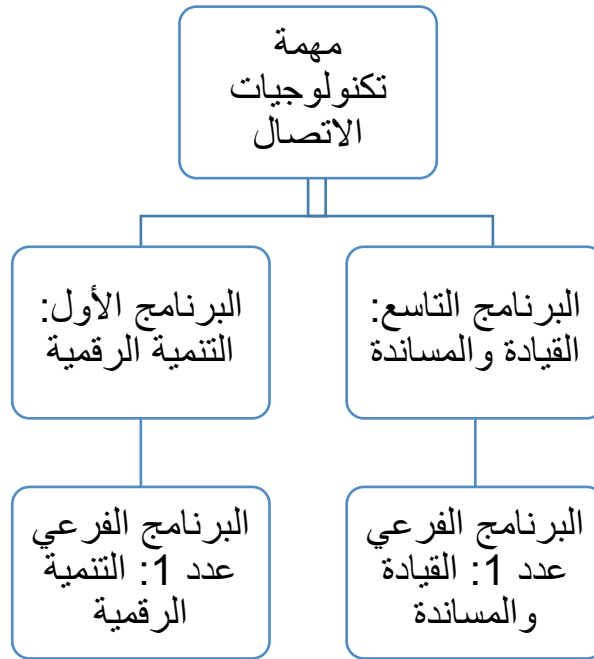 مهمة
تكنولوجيات
الاتصال
البرنامج التاسع:
القيادة والمساندة
البرنامج الأول:
التنمية الرقمية
البرنامج الفرعي
عدد 1: القيادة
والمساندة
البرنامج الفرعي
عدد 1: التنمية
الرقمية